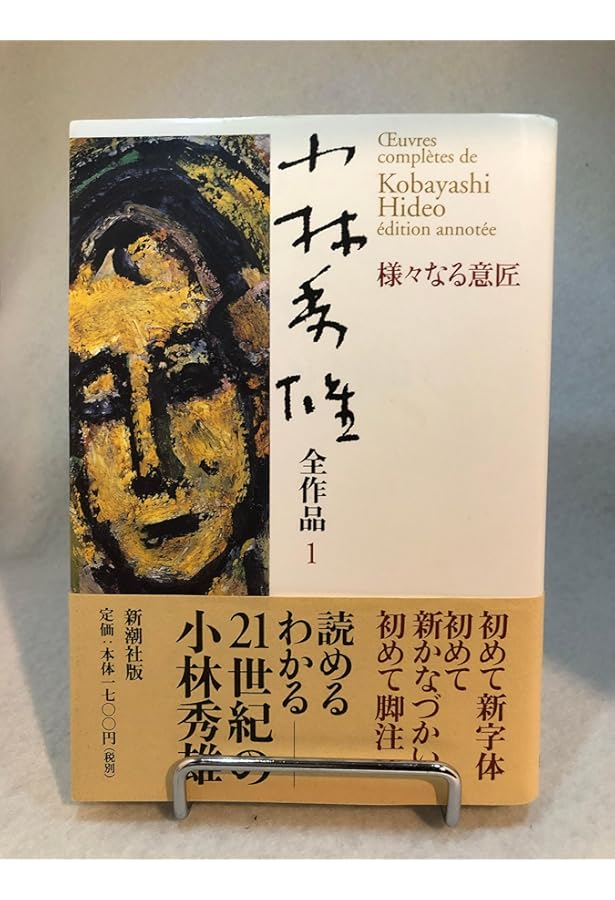 Œuvres
complètes de
Kobayashi
Hideo
édition annotée
様々なる意匠
小林秀雄
全作品1
初めて新字体
初めて
新かなづかい
初めて脚注
読める
わかる——
21世紀の
小林秀雄
新潮社版
定価：本体一七〇〇円（税別）